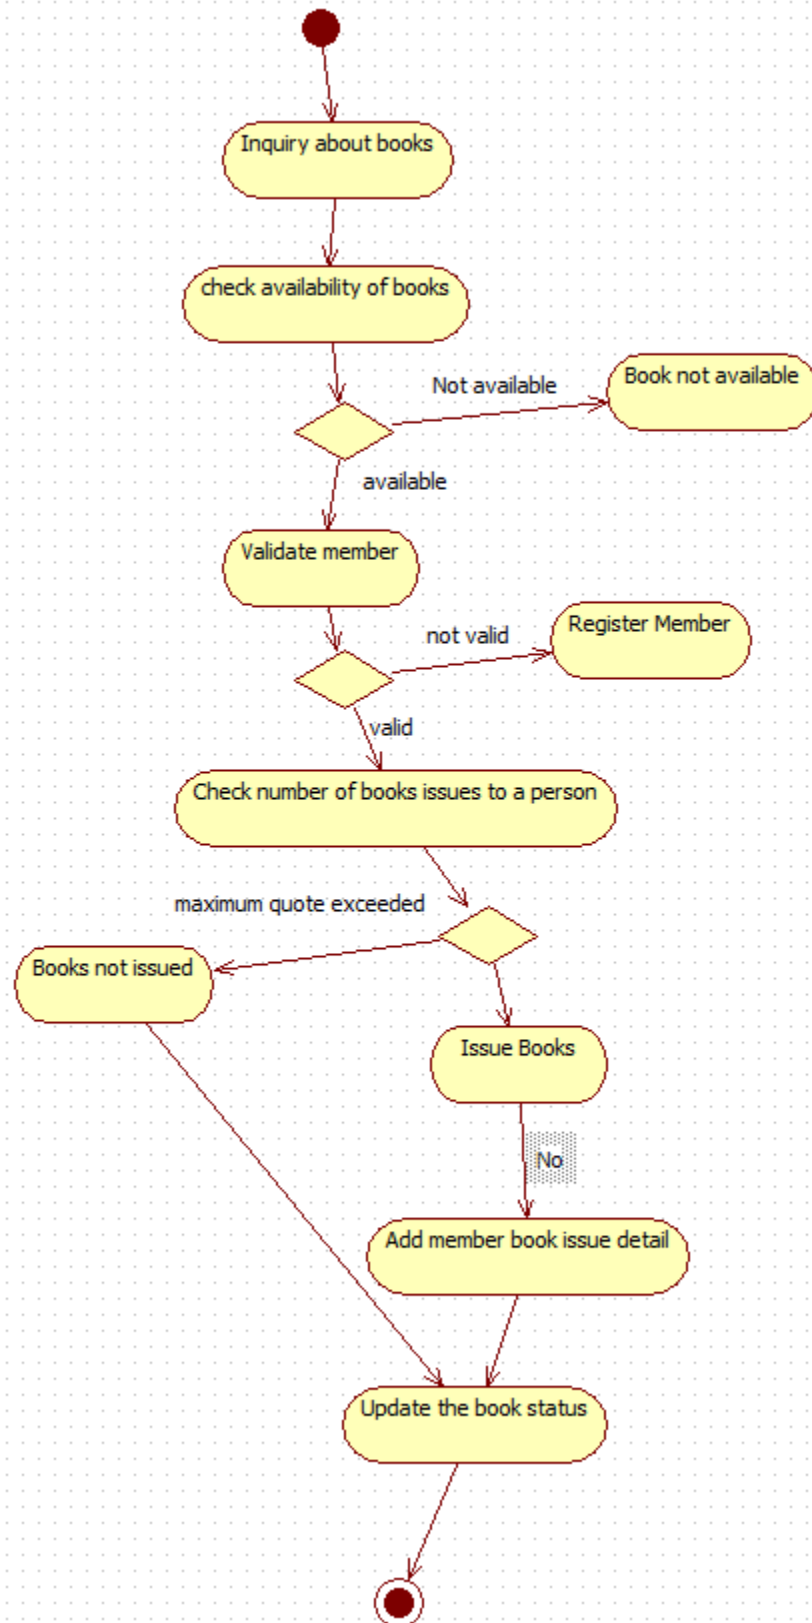 Inquiry about books
check availability of books
Not available
Book not available
available
Validate member
not valid
Register Member
valid
Check number of books issues to a person
maximum quote exceeded
Books not issued
Issue Books
No
Add member book issue detail
Update the book status